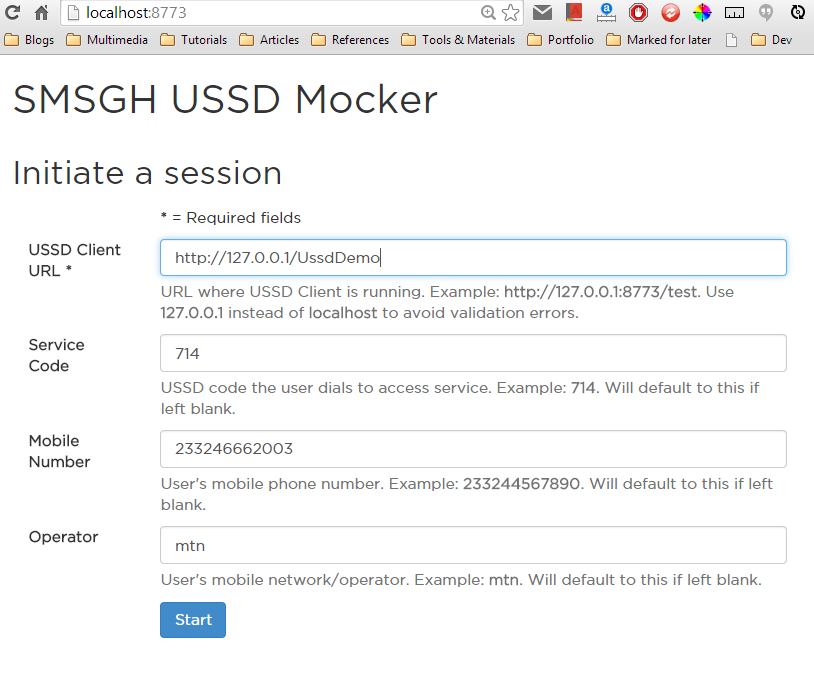 localhost:8773
Blogs Multimedia Tutorials Articles References Tools & Materials Portfolio Marked for later Dev
SMSGH USSD Mocker
Initiate a session
* = Required fields
USSD Client
URL *
http://127.0.0.1/UssdDemo
URL where USSD Client is running. Example: http://127.0.0.1:8773/test. Use
127.0.0.1 instead of localhost to avoid validation errors.
Service
Code
714
USSD code the user dials to access service. Example: 714. Will default to this if
left blank.
Mobile
Number
233246662003
User's mobile phone number. Example: 233244567890. Will default to this if left
blank.
Operator
mtn
User's mobile network/operator. Example: mtn. Will default to this if left blank.
Start